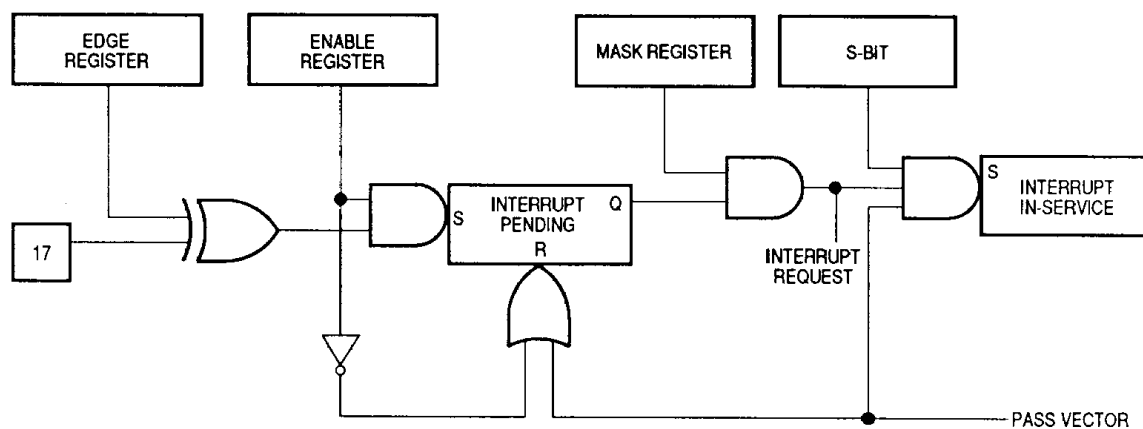 EDGE
REGISTER
ENABLE
REGISTER
MASK REGISTER
S-BIT
17
S
INTERRUPT
PENDING
Q
R
INTERRUPT
REQUEST
S
INTERRUPT
IN-SERVICE
PASS VECTOR